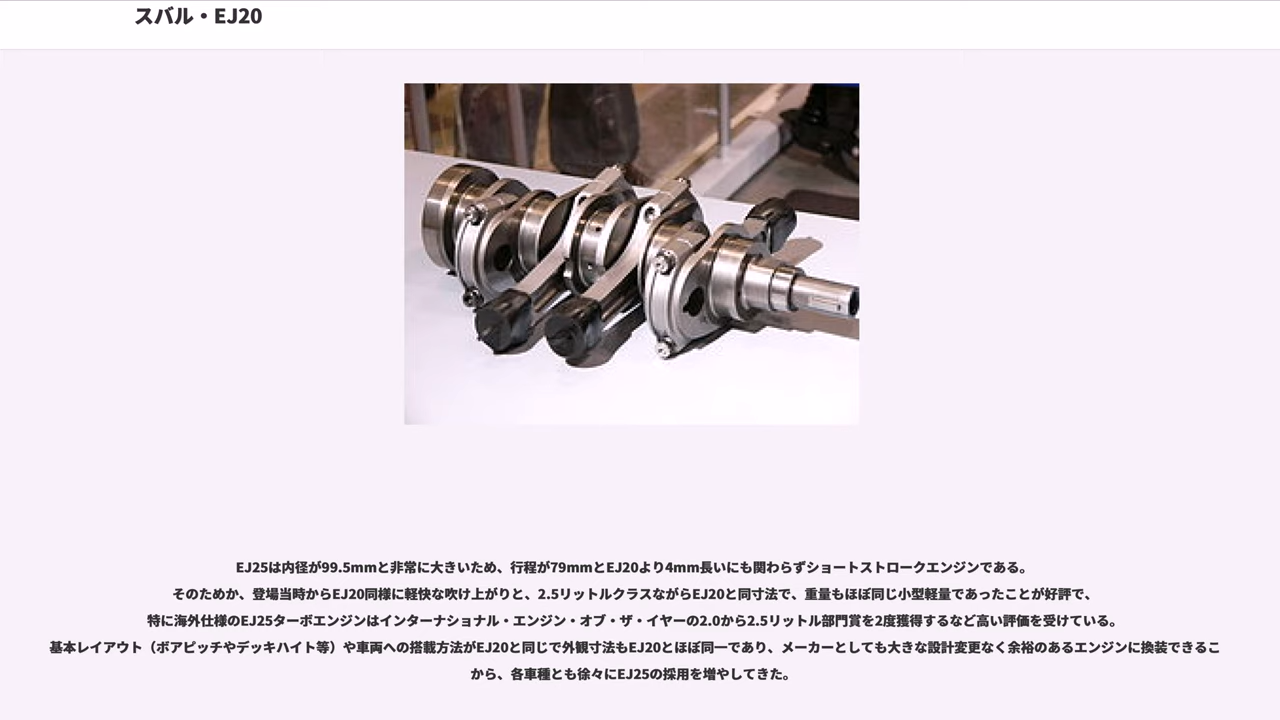 スバル・EJ20
EJ25は内径が99.5mmと非常に大きいため、行程が79mmとEJ20より4mm長いにも関わらずショートストロークエンジンである。
そのためか、登場当時からEJ20同様に軽快な吹け上がりと、2.5リットルクラスながらEJ20と同寸法で、重量もほぼ同じ小型軽量であったことが好評で、
特に海外仕様のEJ25ターボエンジンはインターナショナル・エンジン・オブ・ザ・イヤーの2.0から2.5リットル部門賞を2度獲得するなど高い評価を受けている。
基本レイアウト（ボアピッチやデッキハイト等）や車両への搭載方法がEJ20と同じで外観寸法もEJ20とほぼ同一であり、メーカーとしても大きな設計変更なく余裕のあるエンジンに換装できるこ
から、各車種とも徐々にEJ25の採用を増やしてきた。